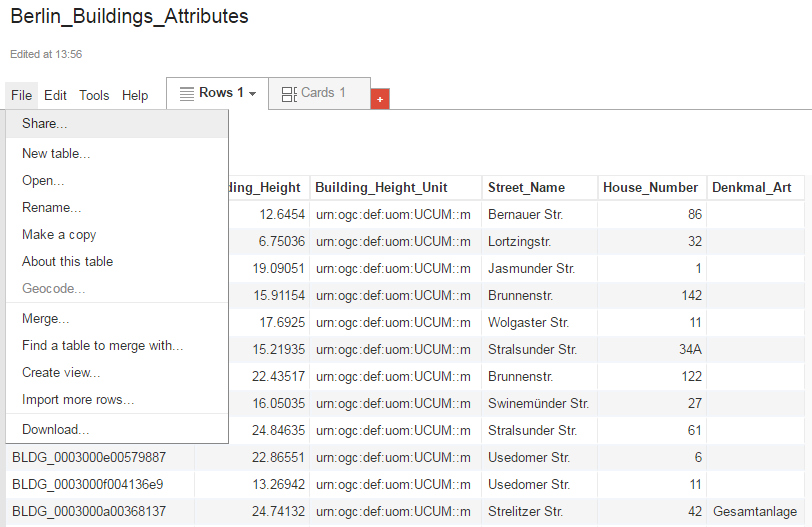 Berlin_Buildings_Attributes
Edited at 13:56
File Edit Tools Help Rows 1 Cards 1 +
Share...
New table...
Open...
Rename...
Make a copy
About this table
Geocode...
Merge...
Find a table to merge with...
Create view...
Import more rows...
Download...
ding_Height Building_Height_Unit Street_Name House_Number Denkmal_Art
12.6454 urn:ogc:def:uom:UCUM::m Bernauer Str. 86
6.75036 urn:ogc:def:uom:UCUM::m Lortzingstr. 32
19.09051 urn:ogc:def:uom:UCUM::m Jasmunder Str. 1
15.91154 urn:ogc:def:uom:UCUM::m Brunnenstr. 142
17.6925 urn:ogc:def:uom:UCUM::m Wolgaster Str. 11
15.21935 urn:ogc:def:uom:UCUM::m Stralsunder Str. 34A
22.43517 urn:ogc:def:uom:UCUM::m Brunnenstr. 122
16.05035 urn:ogc:def:uom:UCUM::m Swinemünder Str. 27
24.84635 urn:ogc:def:uom:UCUM::m Stralsunder Str. 61
BLDG_0003000e00579887 22.86551 urn:ogc:def:uom:UCUM::m Usedomer Str. 6
BLDG_0003000f004136e9 13.26942 urn:ogc:def:uom:UCUM::m Usedomer Str. 11
BLDG_0003000a00368137 24.74132 urn:ogc:def:uom:UCUM::m Strelitzer Str. 42 Gesamtanlage